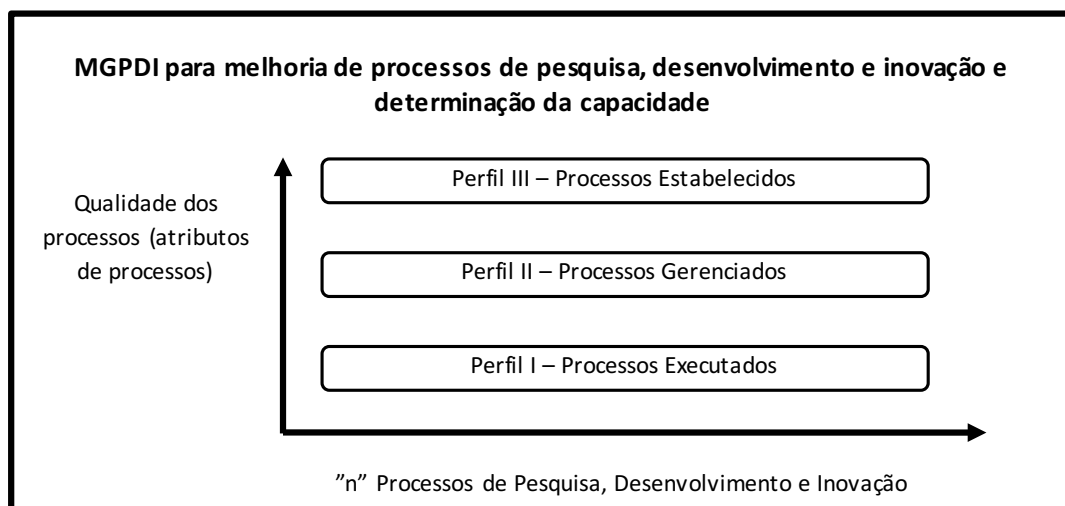 MGPDI para melhoria de processos de pesquisa, desenvolvimento e inovação e
determinação da capacidade
Perfil III – Processos Estabelecidos
Qualidade dos
processos (atributos
de processos)
Perfil II – Processos Gerenciados
Perfil I – Processos Executados
”n” Processos de Pesquisa, Desenvolvimento e Inovação